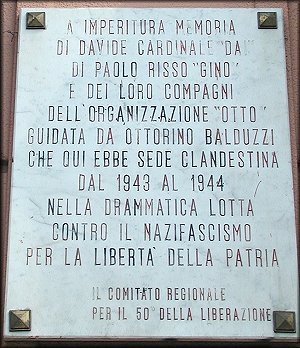 A IMPERITURA MEMORIA
DI DAVIDE CARDINALE "DAI"
DI PAOLO RISSO "GINO"
E DEI LORO COMPAGNI
DELL'ORGANIZZAZIONE "OTTO"
GUIDATA DA OTTORINO BALDUZZI
CHE QUI EBBE SEDE CLANDESTINA
DAL 1943 AL 1944
NELLA DRAMMATICA LOTTA
CONTRO IL NAZIFASCISMO
PER LA LIBERTÀ DELLA PATRIA
IL COMITATO REGIONALE
PER IL 50° DELLA LIBERAZIONE